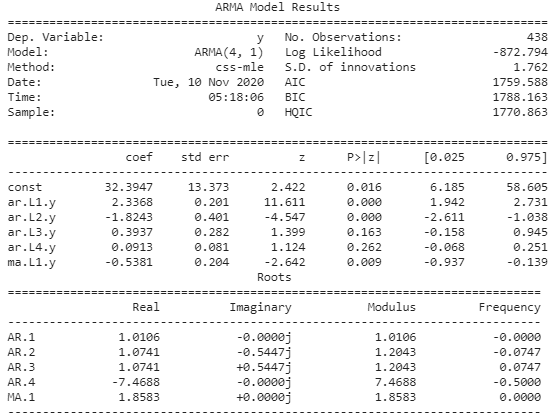 ARMA Model Results
==============================================================================
Dep. Variable: y No. Observations: 438
Model: ARMA(4, 1) Log Likelihood -872.794
Method: css-mle S.D. of innovations 1.762
Date: Tue, 10 Nov 2020 AIC 1759.588
Time: 05:18:06 BIC 1788.163
Sample: 0 HQIC 1770.863
==============================================================================
coef std err z P>|z| [0.025 0.975]
------------------------------------------------------------------------------
const 32.3947 13.373 2.422 0.016 6.185 58.605
ar.L1.y 2.3368 0.201 11.611 0.000 1.942 2.731
ar.L2.y -1.8243 0.401 -4.547 0.000 -2.611 -1.038
ar.L3.y 0.3937 0.282 1.399 0.163 -0.158 0.945
ar.L4.y 0.0913 0.081 1.124 0.262 -0.068 0.251
ma.L1.y -0.5381 0.204 -2.642 0.009 -0.937 -0.139
Roots
=============================================================================
Real Imaginary Modulus Frequency
-----------------------------------------------------------------------------
AR.1 1.0106 -0.0000j 1.0106 -0.0000
AR.2 1.0741 -0.5447j 1.2043 -0.0747
AR.3 1.0741 +0.5447j 1.2043 0.0747
AR.4 -7.4688 -0.0000j 7.4688 -0.5000
MA.1 1.8583 +0.0000j 1.8583 0.0000
-----------------------------------------------------------------------------